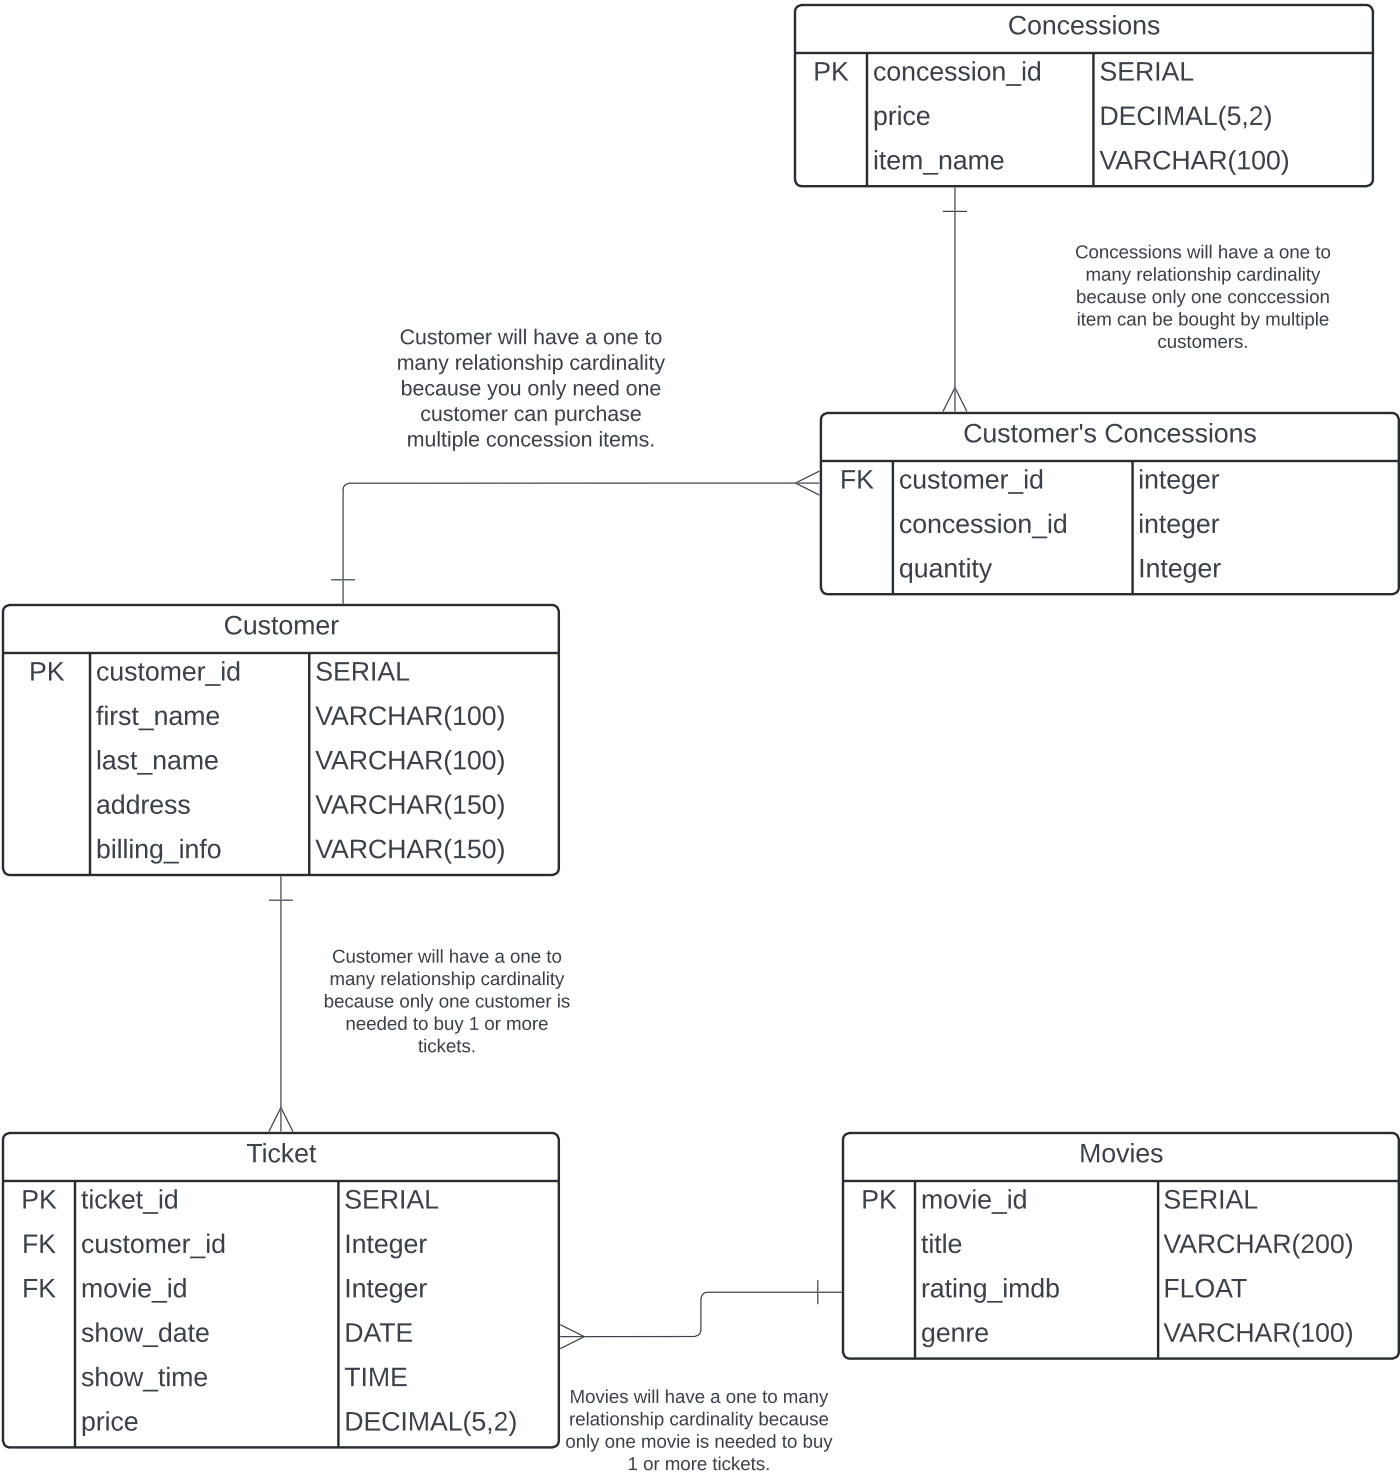 Concessions
PK concession_id SERIAL
price DECIMAL(5,2)
item_name VARCHAR(100)
Concessions will have a one to
many relationship cardinality
because only one conccession
item can be bought by multiple
customers.
Customer will have a one to
many relationship cardinality
because you only need one
customer can purchase
multiple concession items.
Customer's Concessions
FK customer_id integer
concession_id integer
quantity Integer
Customer
PK customer_id SERIAL
first_name VARCHAR(100)
last_name VARCHAR(100)
address VARCHAR(150)
billing_info VARCHAR(150)
Customer will have a one to
many relationship cardinality
because only one customer is
needed to buy 1 or more
tickets.
Ticket
PK ticket_id SERIAL
FK customer_id Integer
FK movie_id Integer
show_date DATE
show_time TIME
price DECIMAL(5,2)
Movies
PK movie_id SERIAL
title VARCHAR(200)
rating_imdb FLOAT
genre VARCHAR(100)
Movies will have a one to many
relationship cardinality because
only one movie is needed to buy
1 or more tickets.